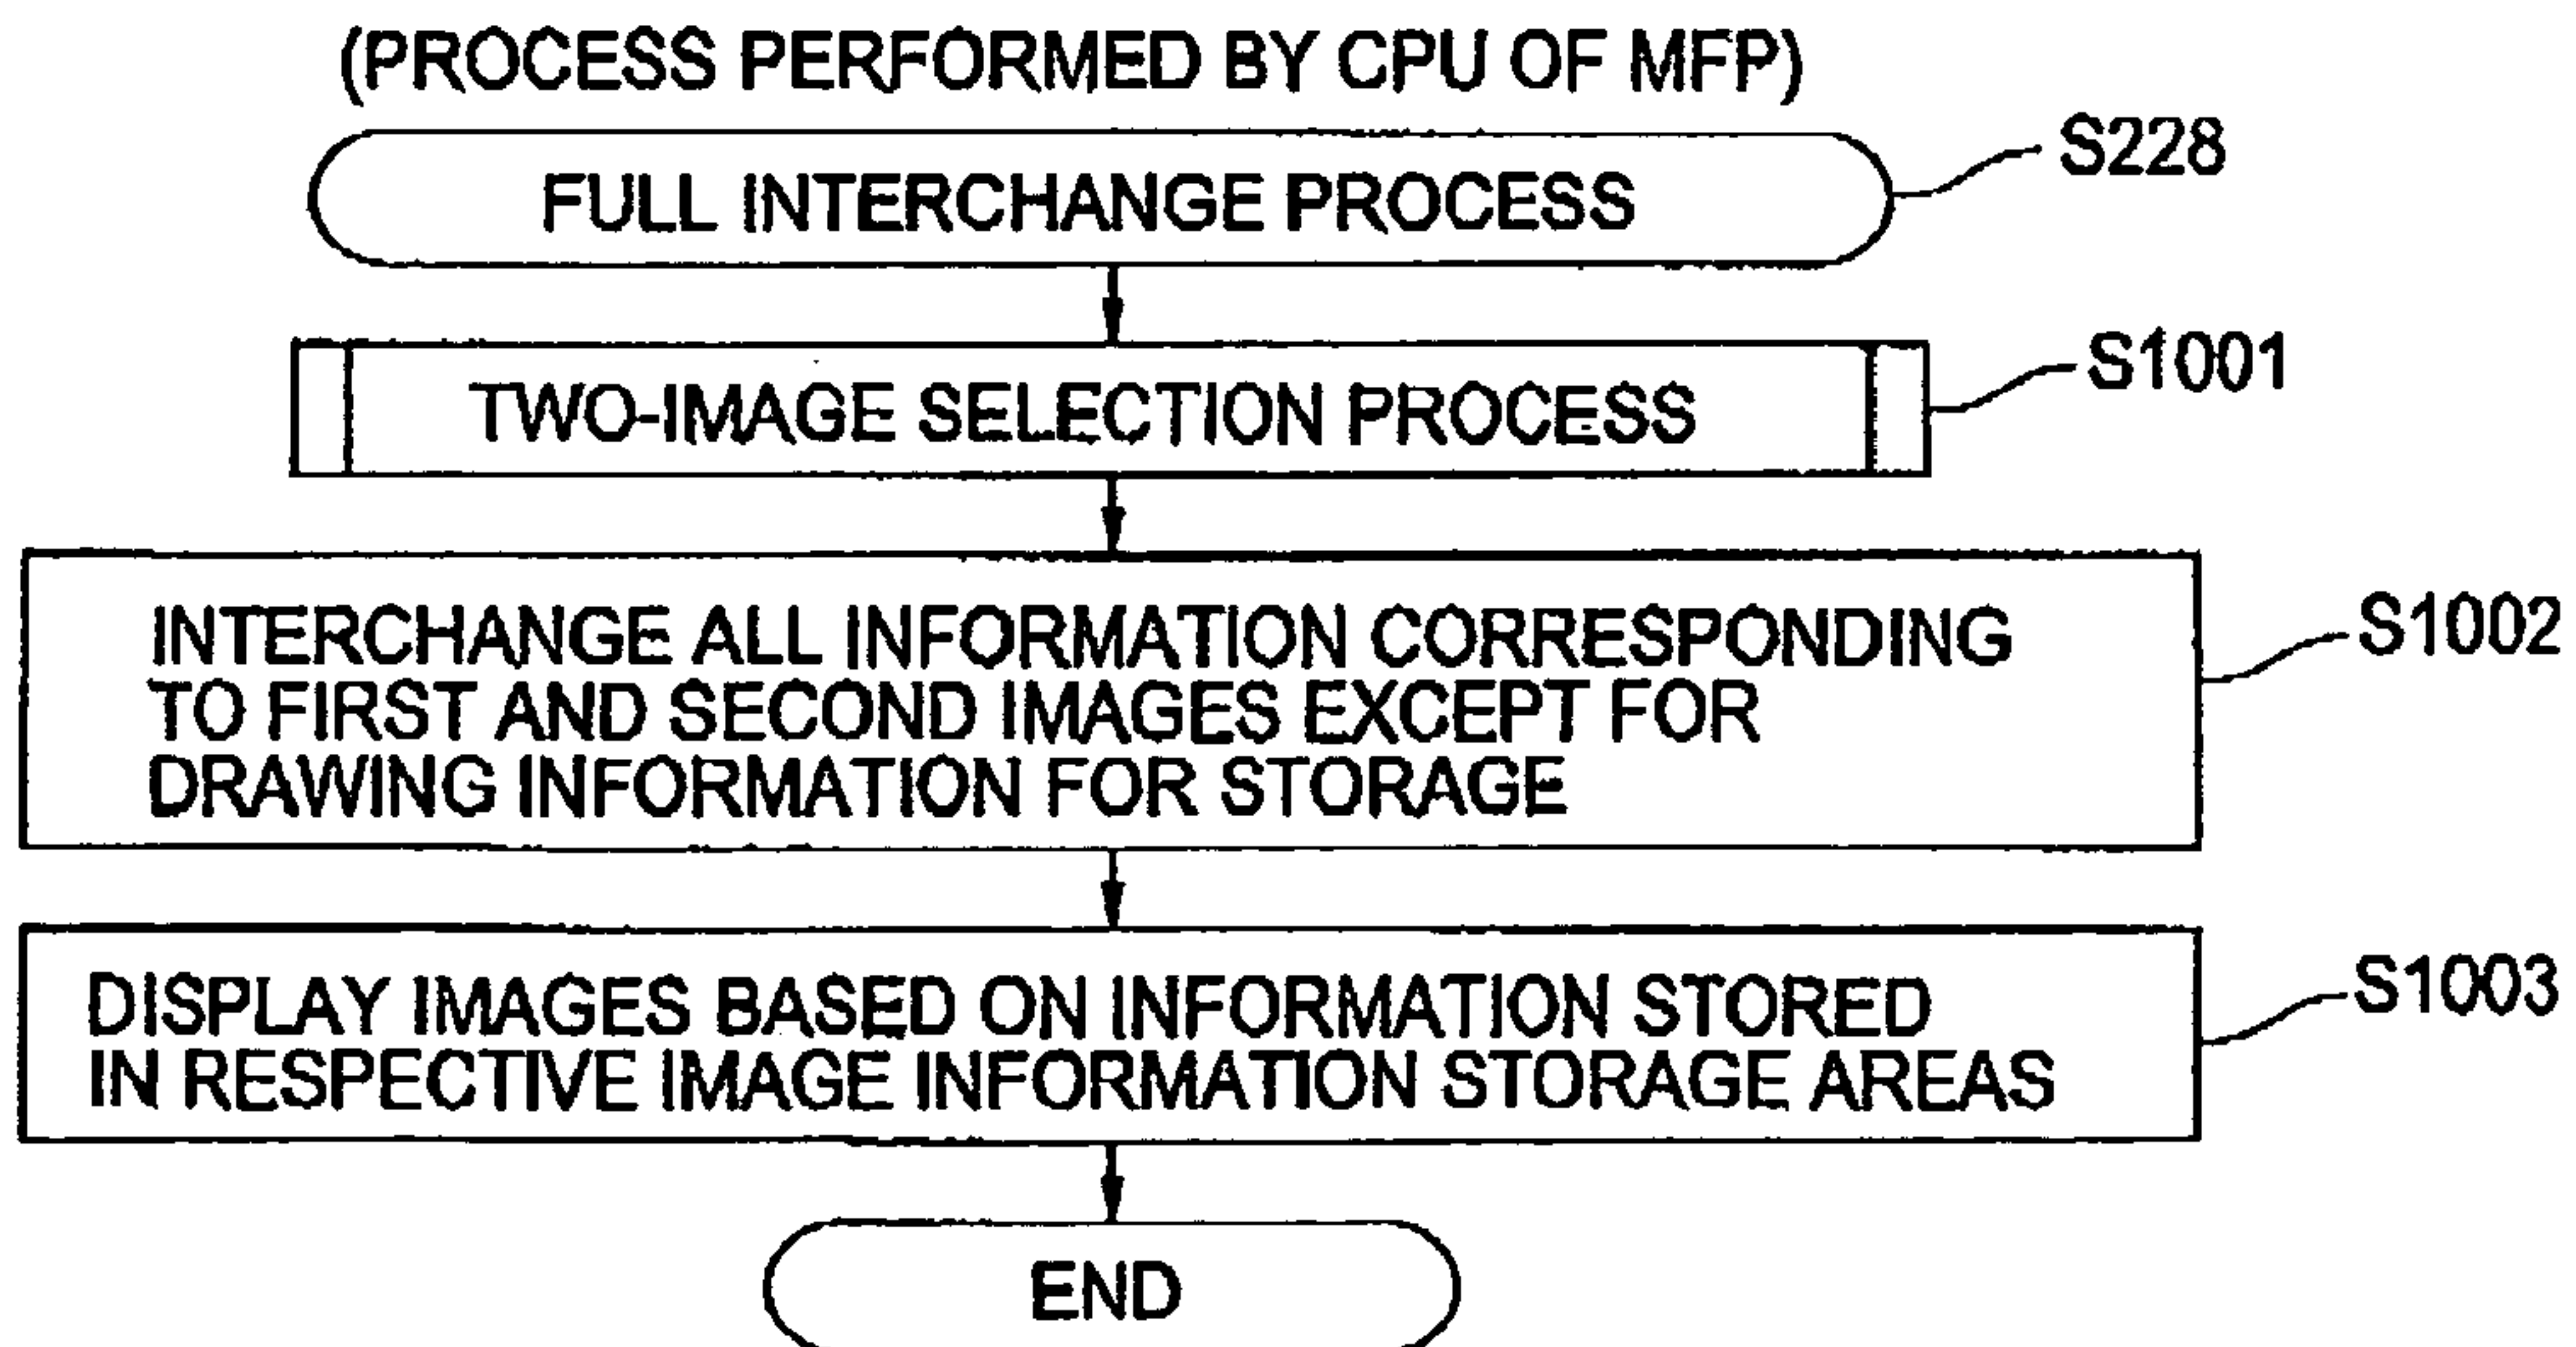 (PROCESS PERFORMED BY CPU OF MFP)
FULL INTERCHANGE PROCESS
S228
TWO-IMAGE SELECTION PROCESS
S1001
INTERCHANGE ALL INFORMATION CORRESPONDING
TO FIRST AND SECOND IMAGES EXCEPT FOR
DRAWING INFORMATION FOR STORAGE
S1002
DISPLAY IMAGES BASED ON INFORMATION STORED
IN RESPECTIVE IMAGE INFORMATION STORAGE AREAS
S1003
END